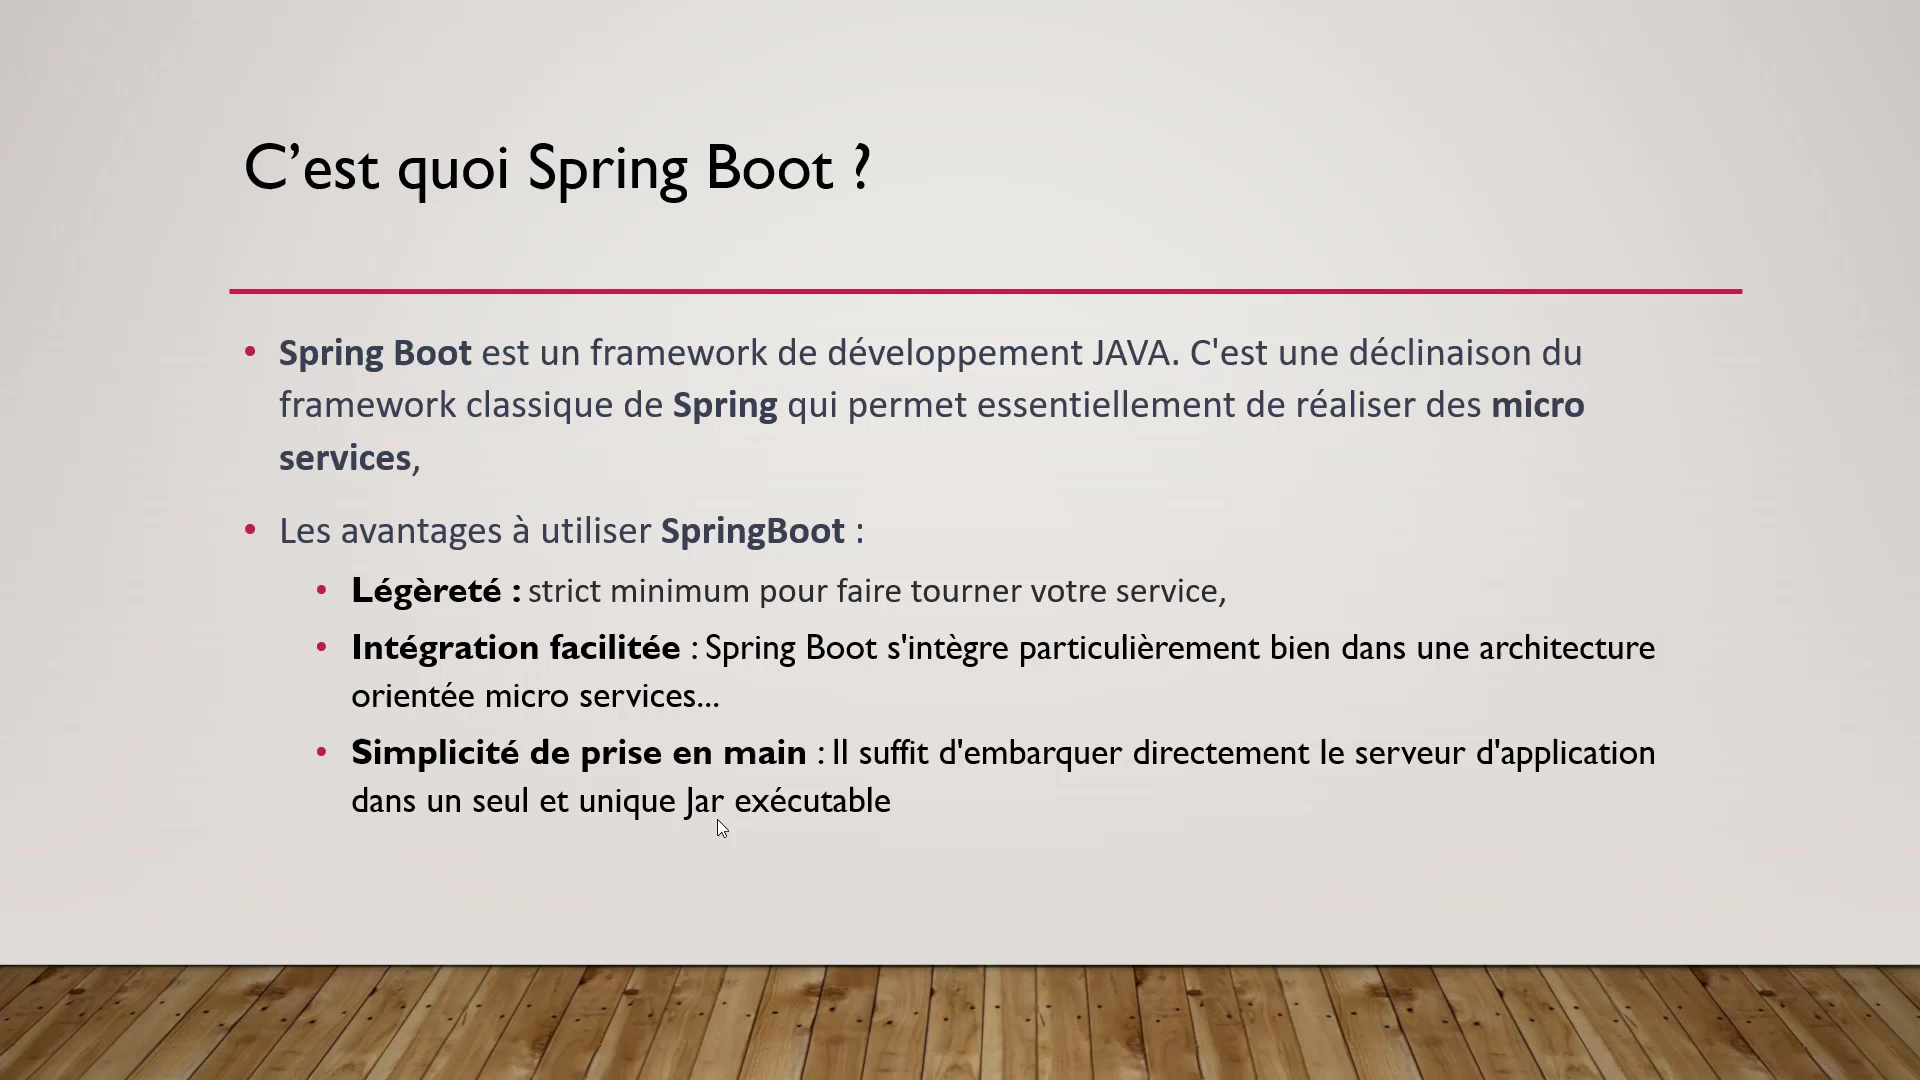 C’est quoi Spring Boot ?
• Spring Boot est un framework de développement JAVA. C'est une déclinaison du
framework classique de Spring qui permet essentiellement de réaliser des micro
services,
• Les avantages à utiliser SpringBoot :
• Légèreté : strict minimum pour faire tourner votre service,
• Intégration facilitée : Spring Boot s'intègre particulièrement bien dans une architecture
orientée micro services...
• Simplicité de prise en main : Il suffit d'embarquer directement le serveur d'application
dans un seul et unique Jar exécutable